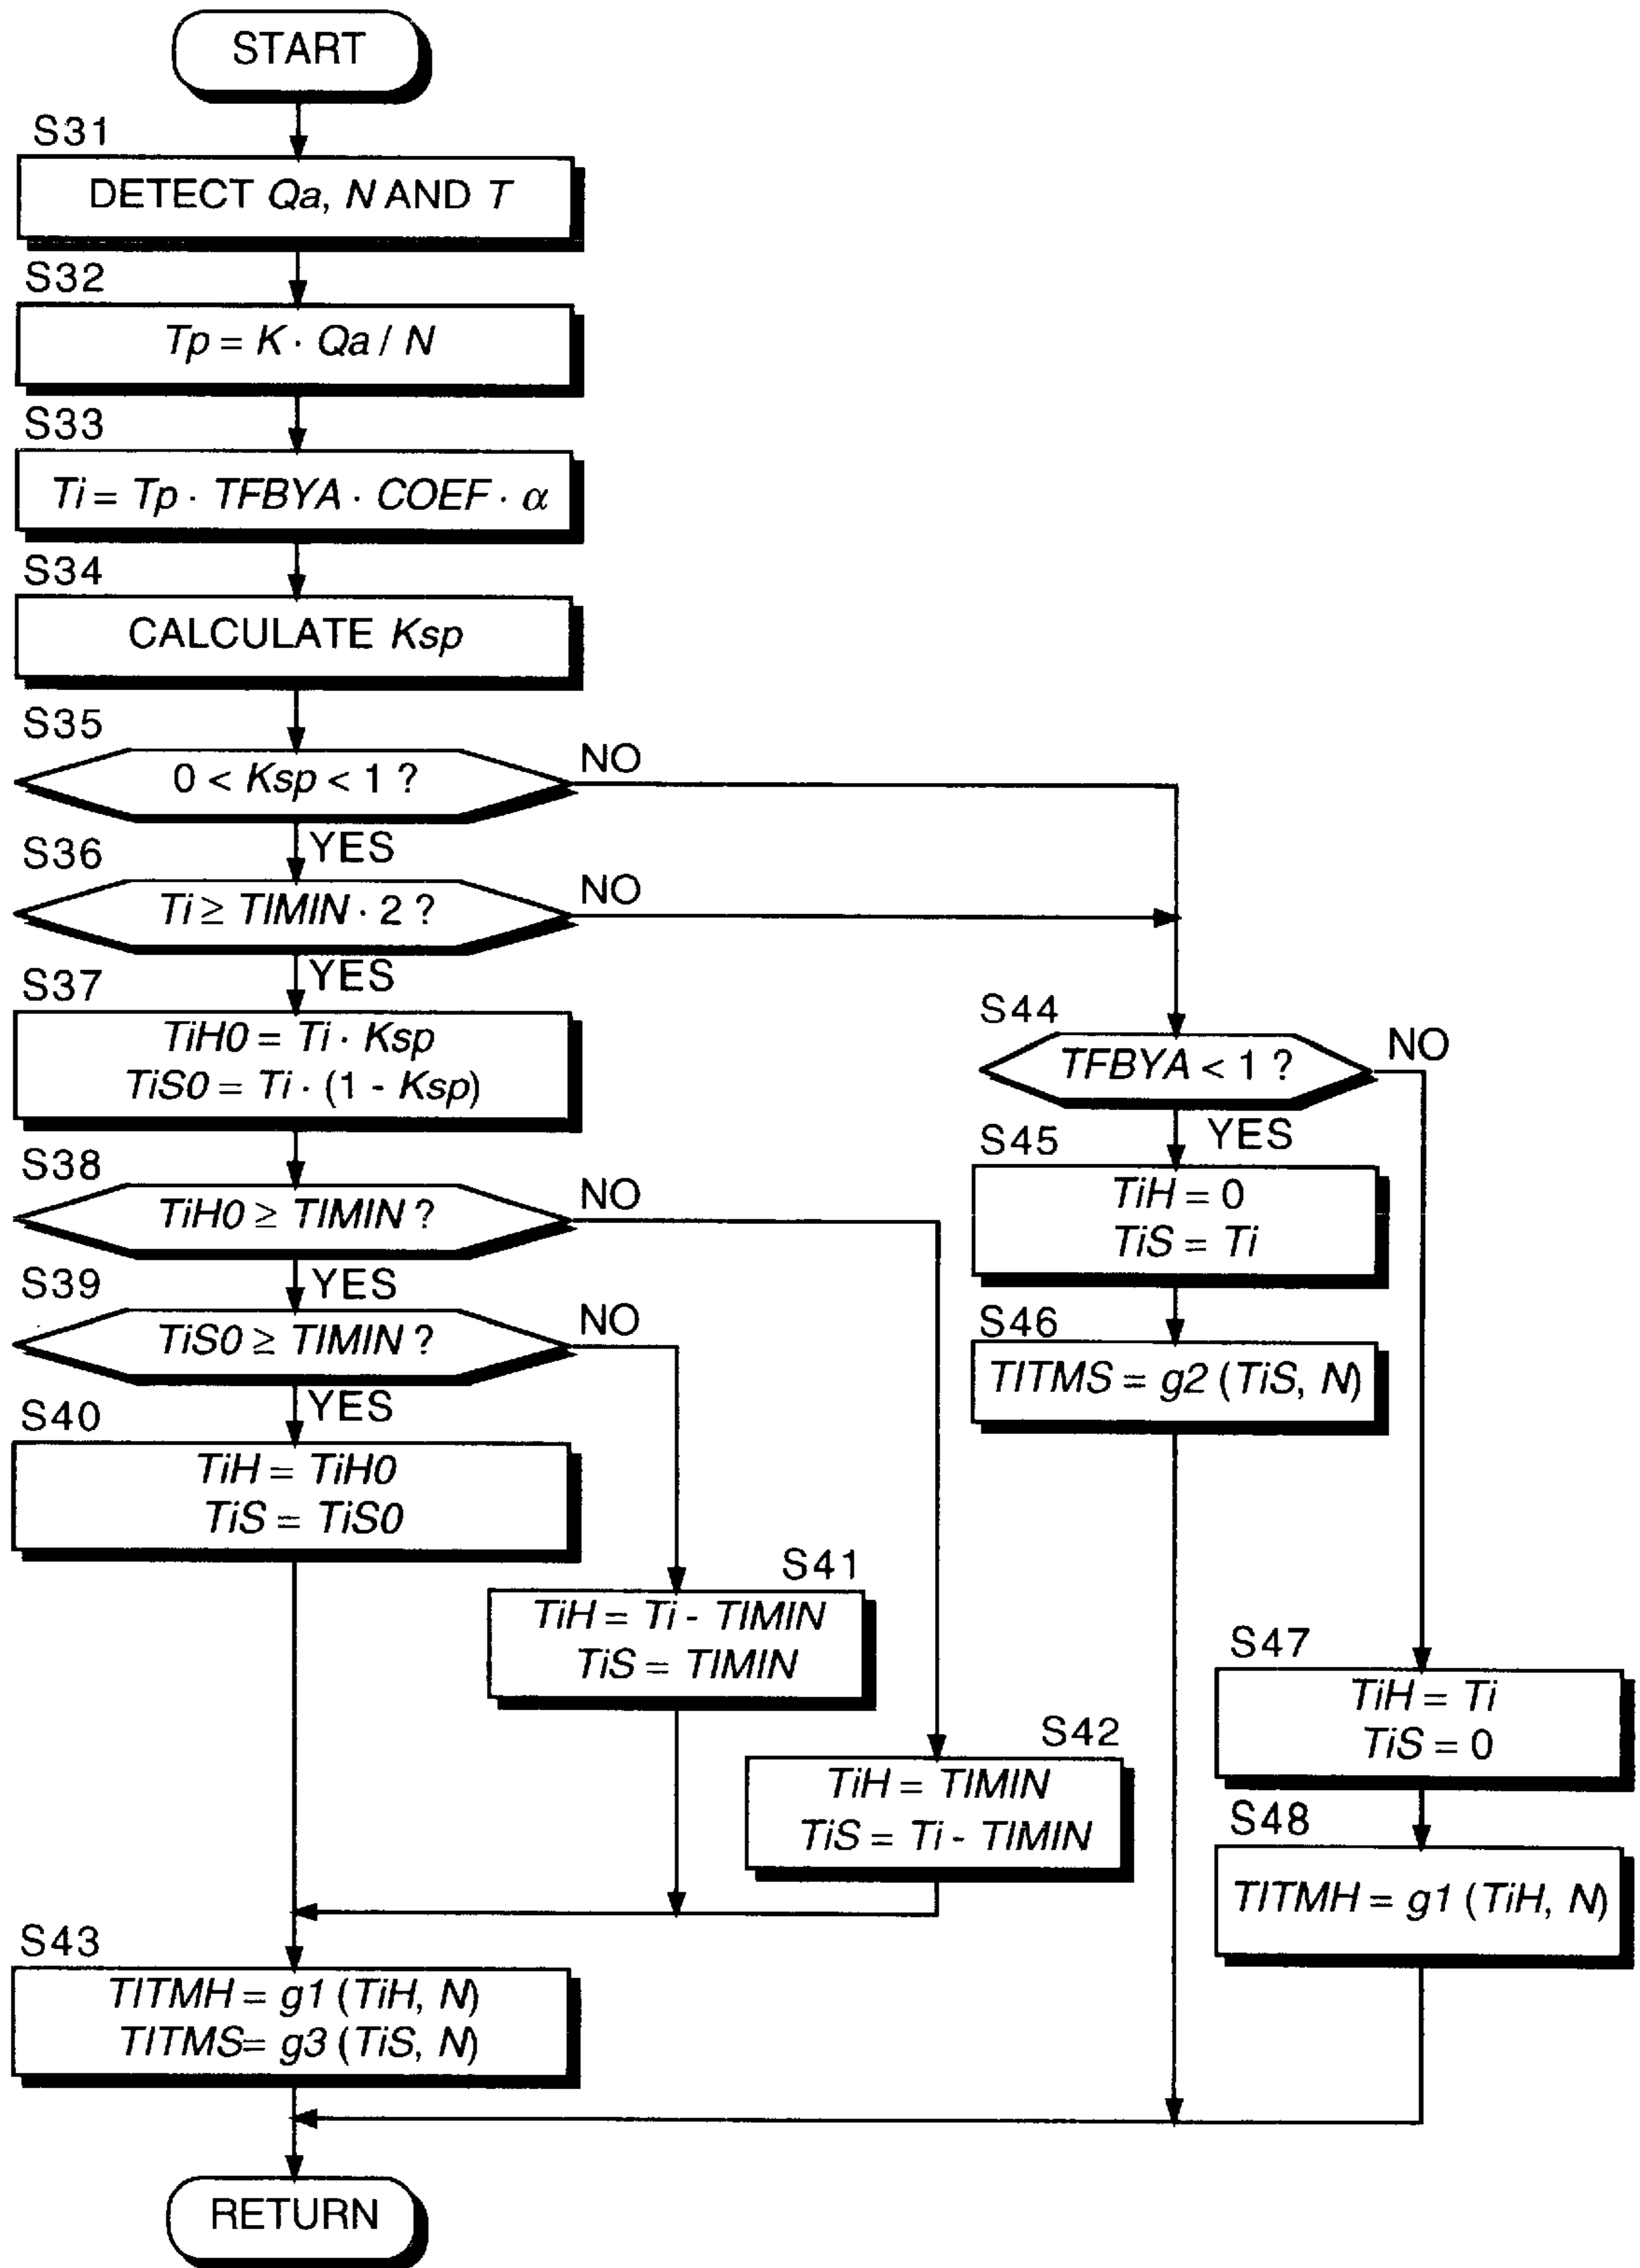 START
S31
DETECT Qa, N AND T
S32
Tp = K · Qa / N
S33
Ti = Tp · TFBYA · COEF · α
S34
CALCULATE Ksp
S35
0 < Ksp < 1 ?
NO
YES
S36
Ti ≥ TIMIN · 2 ?
NO
YES
S37
TiH0 = Ti · Ksp
TiS0 = Ti · (1 - Ksp)
S38
TiH0 ≥ TIMIN ?
NO
YES
S39
TiS0 ≥ TIMIN ?
NO
YES
S40
TiH = TiH0
TiS = TiS0
S41
TiH = Ti - TIMIN
TiS = TIMIN
S42
TiH = TIMIN
TiS = Ti - TIMIN
S43
TITMH = g1 (TiH, N)
TITMS= g3 (TiS, N)
S44
TFBYA < 1 ?
NO
YES
S45
TiH = 0
TiS = Ti
S46
TITMS = g2 (TiS, N)
S47
TiH = Ti
TiS = 0
S48
TITMH = g1 (TiH, N)
RETURN